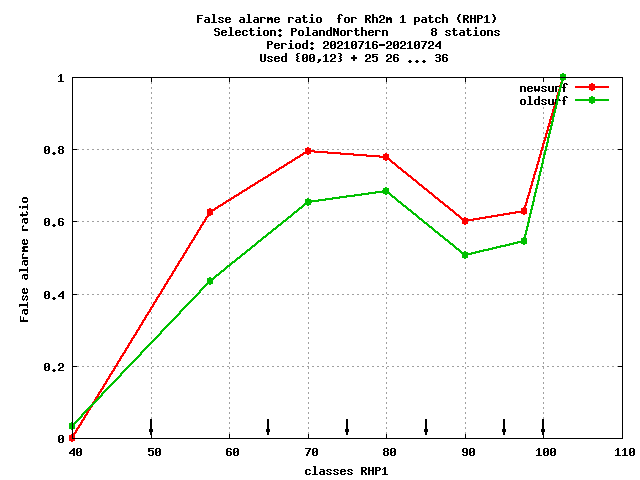 False alarme ratio  for Rh2m 1 patch (RHP1)
Selection: PolandNorthern      8 stations
Period: 20210716-20210724
Used {00,12} + 25 26 ... 36
newsurf
oldsurf
1
0.8
0.6
0.4
0.2
0
False alarme ratio
40 50 60 70 80 90 100 110
classes RHP1